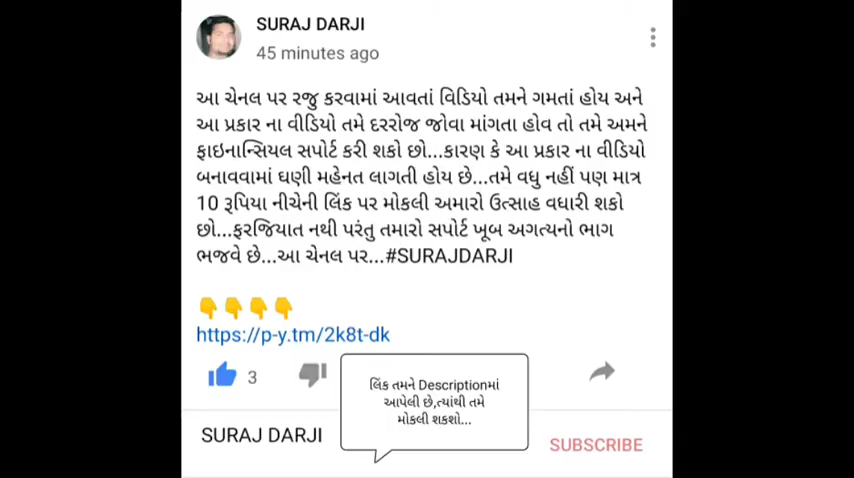 SURAJ DARJI
45 minutes ago
આ ચેનલ પર રજુ કરવામાં આવતાં વિડિયો તમને ગમતાં હોય અને
આ પ્રકાર ના વીડિયો તમે દરરોજ જોવા માંગતા હોવ તો તમે અમને
ફાઇનાન્સિયલ સપોર્ટ કરી શકો છો...કારણ કે આ પ્રકાર ના વીડિયો
બનાવવામાં ઘણી મહેનત લાગતી હોય છે...તમે વધુ નહીં પણ માત્ર
10 રૂપિયા નીચેની લિંક પર મોકલી અમારો ઉત્સાહ વધારી શકો
છો...ફરજિયાત નથી પરંતુ તમારો સપોર્ટ ખૂબ અગત્યનો ભાગ
ભજવે છે...આ ચેનલ પર...#SURAJDARJI
👇👇👇👇
https://p-y.tm/2k8t-dk
3
લિંક તમને Descriptionમાં
આપેલી છે,ત્યાંથી તમે
મોકલી શકશો...
SURAJ DARJI
SUBSCRIBE